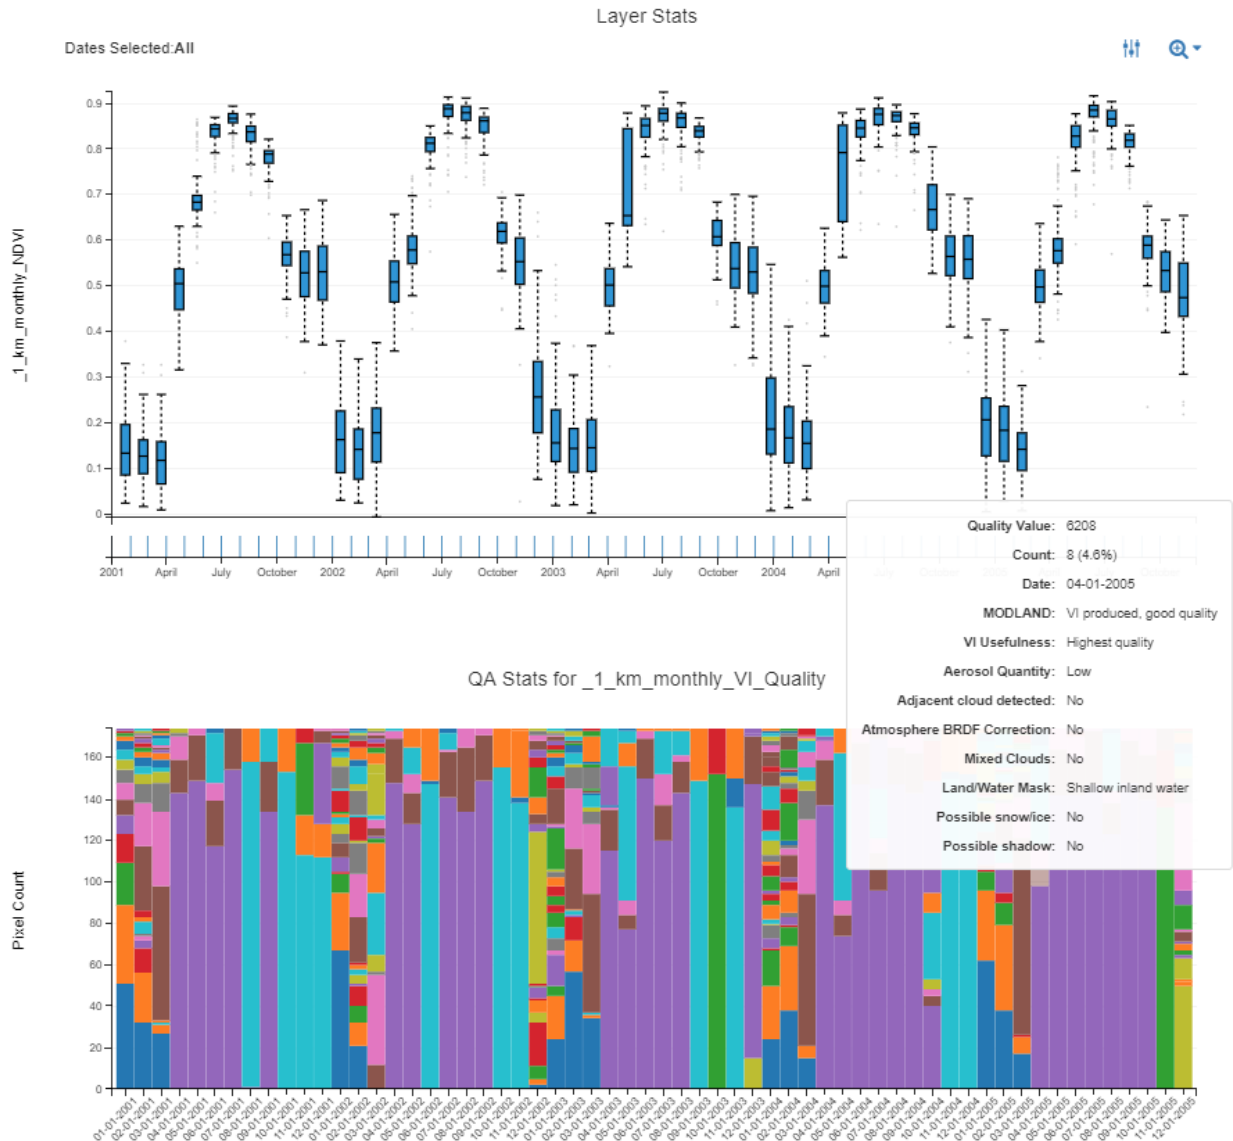 Layer Stats
Dates Selected:All
_1_km_monthly_NDVI
0.9
0.8
0.7
0.6
0.5
0.4
0.3
0.2
0.1
0
2001 April July October 2002 April July October 2003 April July October 2004 April
Quality Value: 6208
Count: 8 (4.6%)
Date: 04-01-2005
MODLAND: VI produced, good quality
VI Usefulness: Highest quality
Aerosol Quantity: Low
Adjacent cloud detected: No
Atmosphere BRDF Correction: No
Mixed Clouds: No
Land/Water Mask: Shallow inland water
Possible snow/ice: No
Possible shadow: No
QA Stats for _1_km_monthly_VI_Quality
Pixel Count
160
140
120
100
80
60
40
20
0
01-01-2001 02-01-2001 03-01-2001 04-01-2001 05-01-2001 06-01-2001 07-01-2001 08-01-2001 09-01-2001 10-01-2001 11-01-2001 12-01-2001 01-01-2002 02-01-2002 03-01-2002 04-01-2002 05-01-2002 06-01-2002 07-01-2002 08-01-2002 09-01-2002 10-01-2002 11-01-2002 12-01-2002 01-01-2003 02-01-2003 03-01-2003 04-01-2003 05-01-2003 06-01-2003 07-01-2003 08-01-2003 09-01-2003 10-01-2003 11-01-2003 12-01-2003 01-01-2004 02-01-2004 03-01-2004 04-01-2004 05-01-2004 06-01-2004 07-01-2004 08-01-2004 09-01-2004 10-01-2004 11-01-2004 12-01-2004 01-01-2005 02-01-2005 03-01-2005 04-01-2005 05-01-2005 06-01-2005 07-01-2005 08-01-2005 09-01-2005 10-01-2005 11-01-2005 12-01-2005